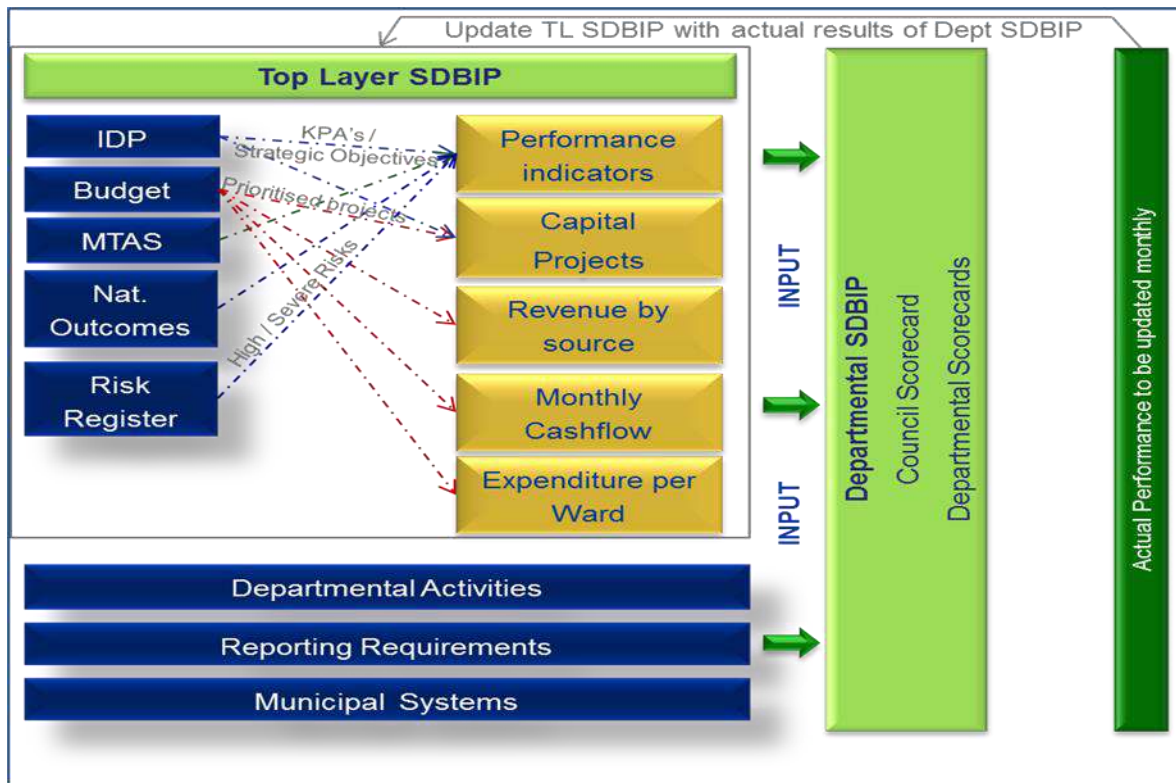 Update TL SDBIP with actual results of Dept SDBIP
Top Layer SDBIP
IDP
Budget
MTAS
Nat.
Outcomes
Risk
Register
KPA's /
Strategic Objectives
Prioritised projects
High / Severe Risks
Performance
indicators
Capital
Projects
Revenue by
source
Monthly
Cashflow
Expenditure per
Ward
INPUT
INPUT
Departmental SDBIP
Council Scorecard
Departmental Scorecards
Actual Performance to be updated monthly
Departmental Activities
Reporting Requirements
Municipal Systems